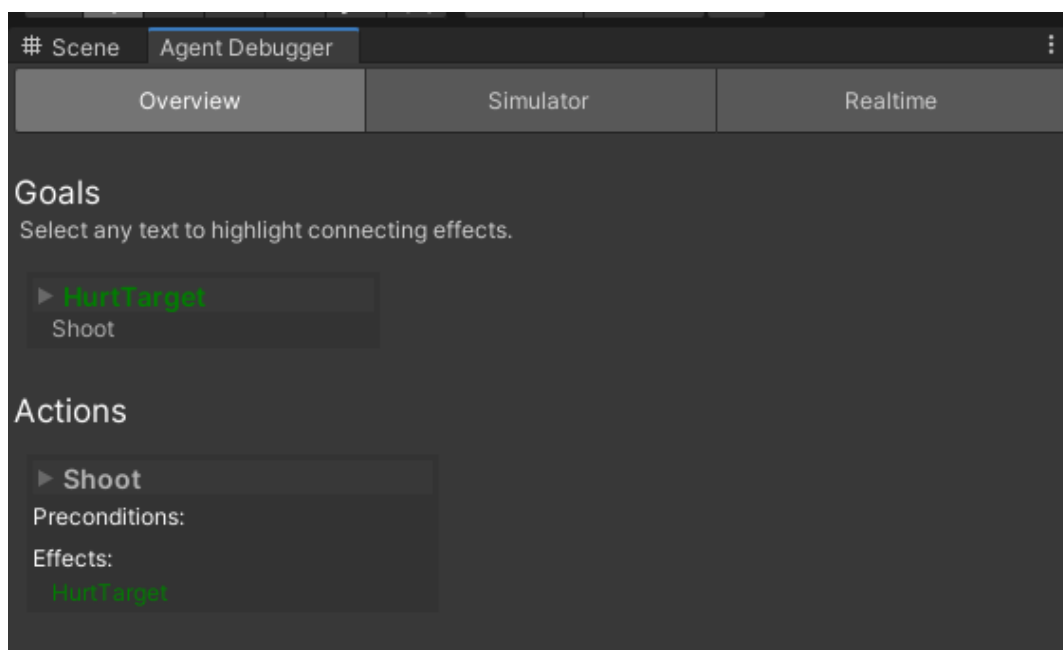 Scene
Agent Debugger
Overview
Simulator
Realtime
Goals
Select any text to highlight connecting effects.
HurtTarget
Shoot
Actions
Shoot
Preconditions:
Effects:
HurtTarget